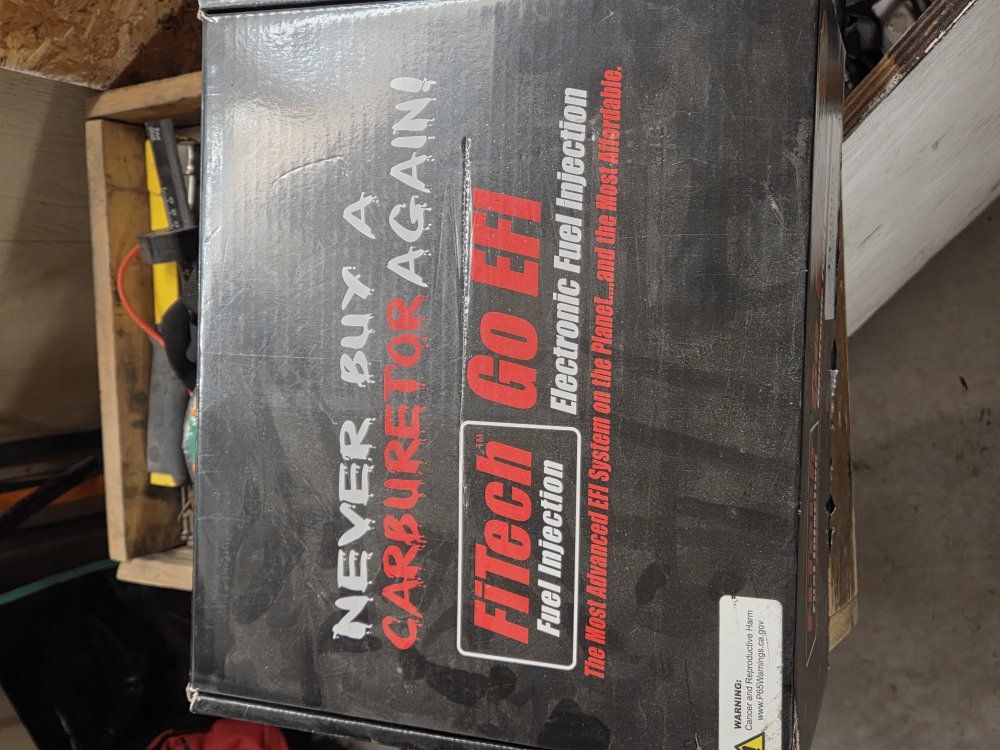 NEVER BUY A
CARBURETOR AGAIN!
FiTech™ Go EFI
Fuel Injection Electronic Fuel Injection
The Most Advanced EFI System on the Planet....and the Most Affordable.
WARNING:
Cancer and Reproductive Harm
www.P65Warnings.ca.gov